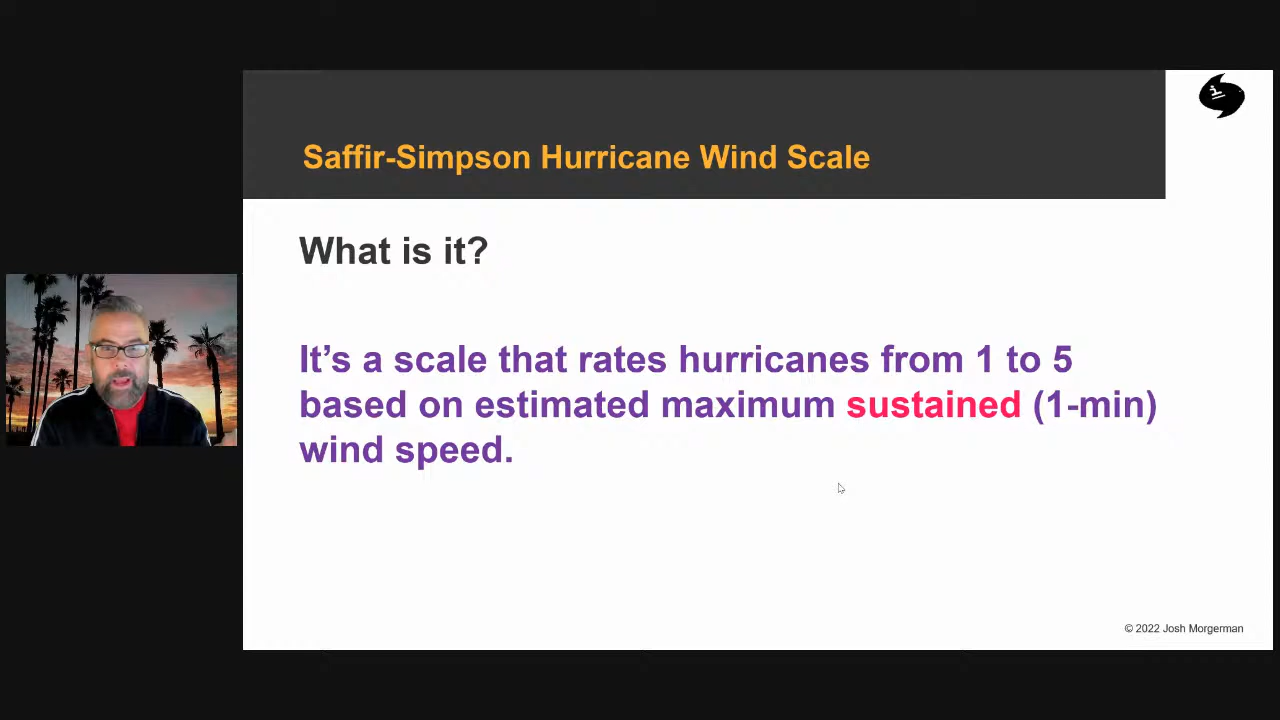 Saffir-Simpson Hurricane Wind Scale
What is it?
It’s a scale that rates hurricanes from 1 to 5
based on estimated maximum sustained (1-min)
wind speed.
© 2022 Josh Morgerman